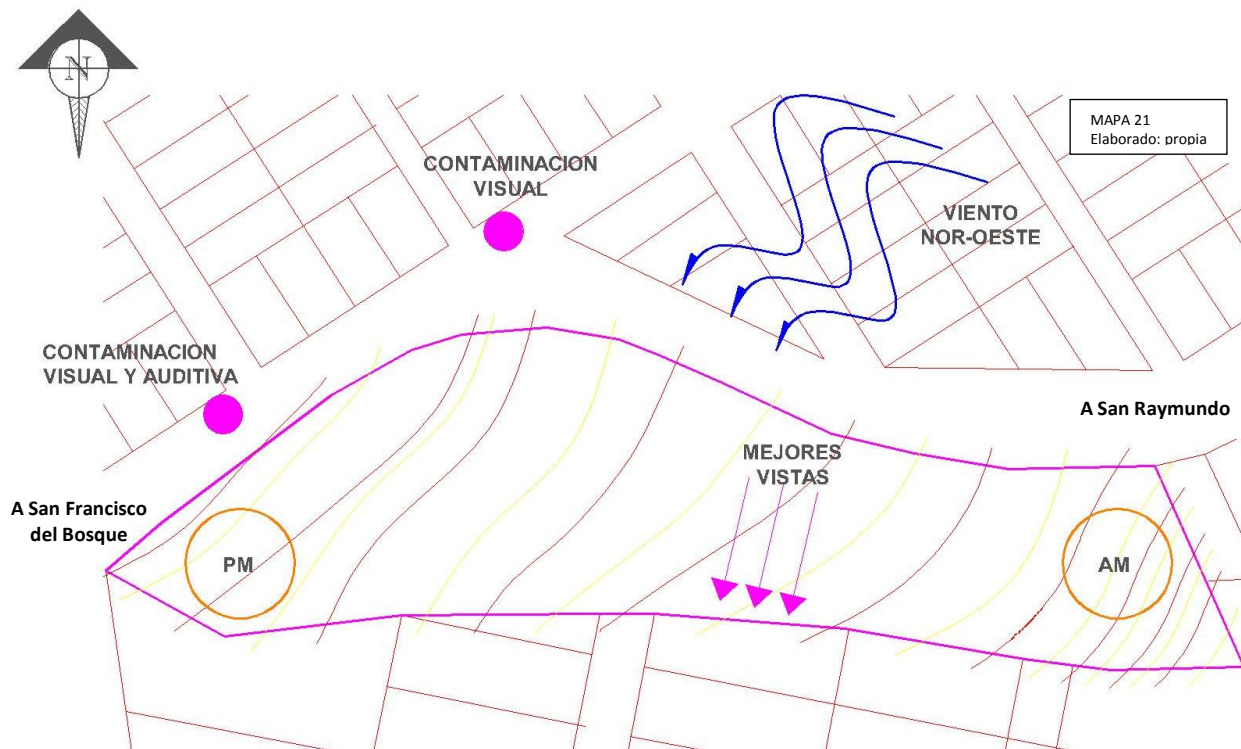 N
MAPA 21
Elaborado: propia
CONTAMINACION
VISUAL
VIENTO
NOR-OESTE
CONTAMINACION
VISUAL Y AUDITIVA
A San Raymundo
MEJORES
VISTAS
A San Francisco
del Bosque
PM
AM